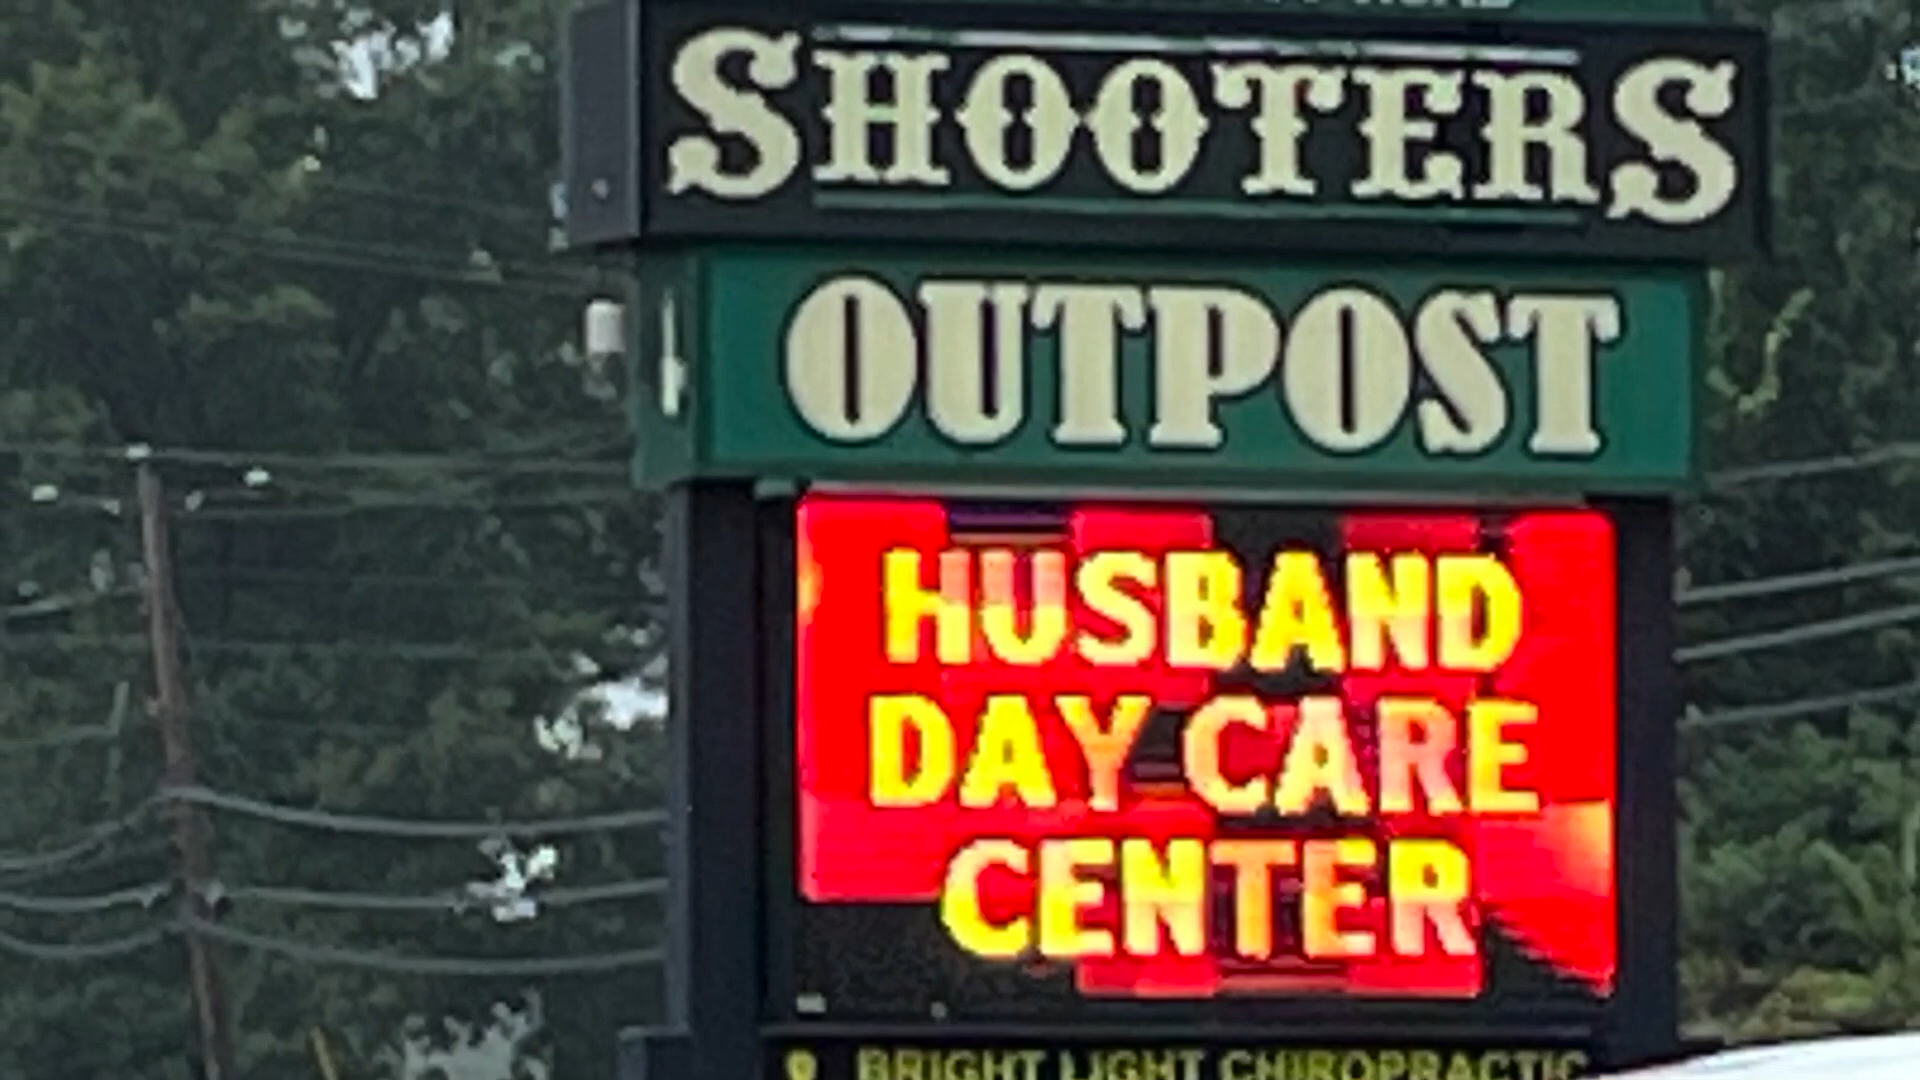 SHOOTERS
OUTPOST
HUSBAND
DAY CARE
CENTER
BRIGHT LIGHT CHIROPRACTIC